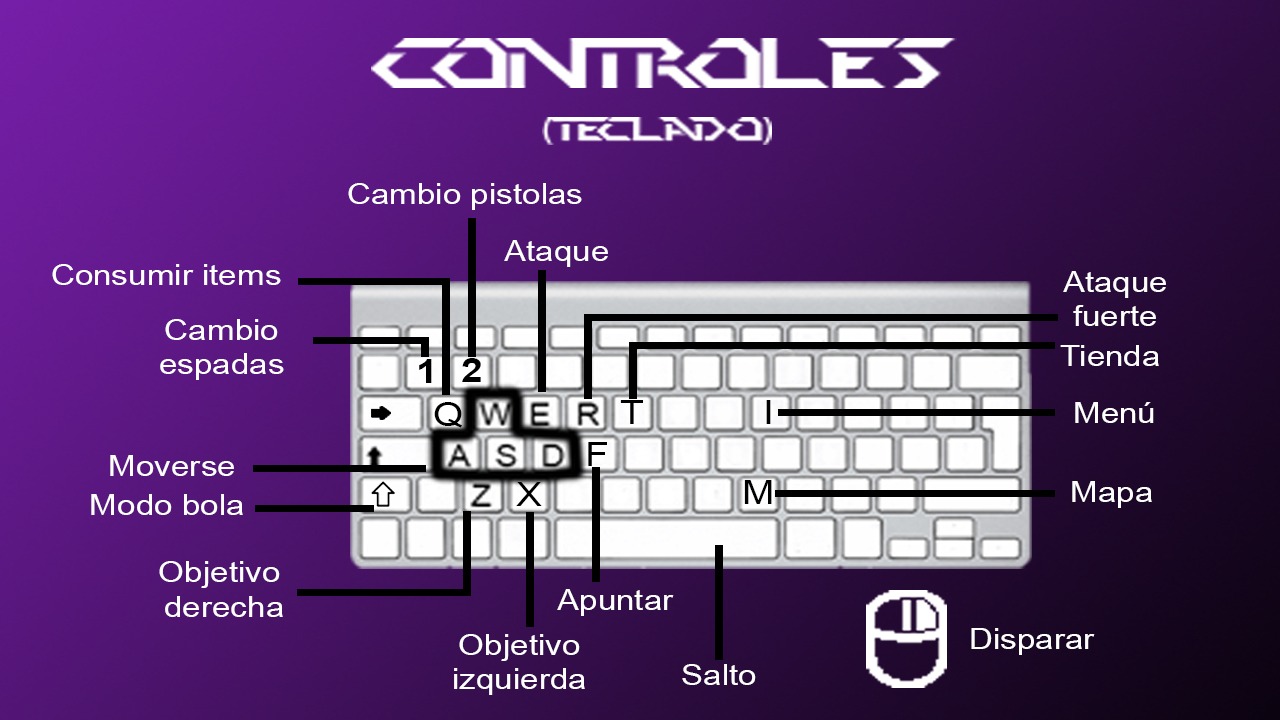 CONTROLES
(TECLADO)
Cambio pistolas
Ataque
Consumir items
Ataque
fuerte
Cambio
espadas
Tienda
1 2
Q W E R T I
Menú
A S D F
Moverse
Z X M
Mapa
Modo bola
Objetivo
derecha
Apuntar
Objetivo
izquierda
Salto
Disparar